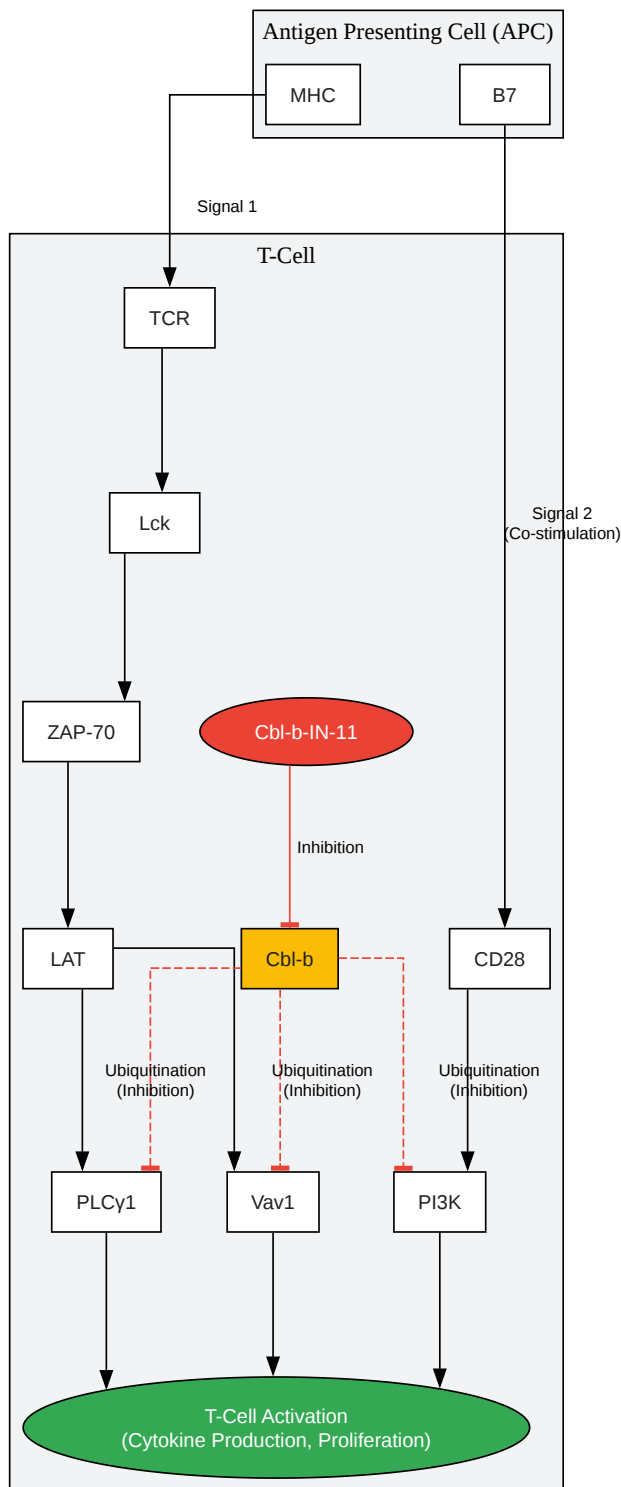 Antigen Presenting Cell (APC)
MHC
B7
Signal 1
T-Cell
TCR
Lck
Signal 2
(Co-stimulation)
ZAP-70
Cbl-b-IN-11
Inhibition
LAT
Cbl-b
CD28
Ubiquitination
(Inhibition)
Ubiquitination
(Inhibition)
Ubiquitination
(Inhibition)
PLCγ1
Vav1
PI3K
T-Cell Activation
(Cytokine Production, Proliferation)